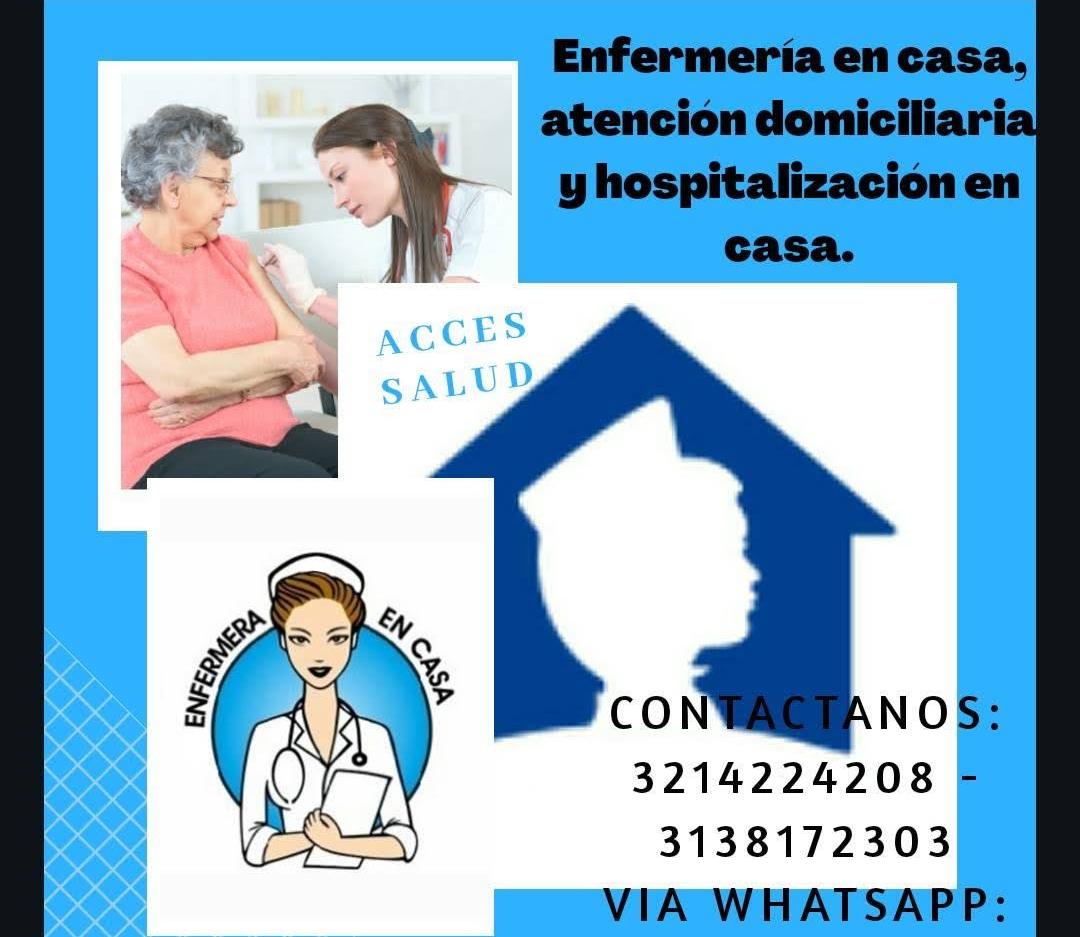 Enfermería en casa,
atención domiciliaria
y hospitalización en
casa.
ACCES
SALUD
ENFERMERA EN CASA
CONTACTANOS:
3214224208 -
3138172303
VIA WHATSAPP: